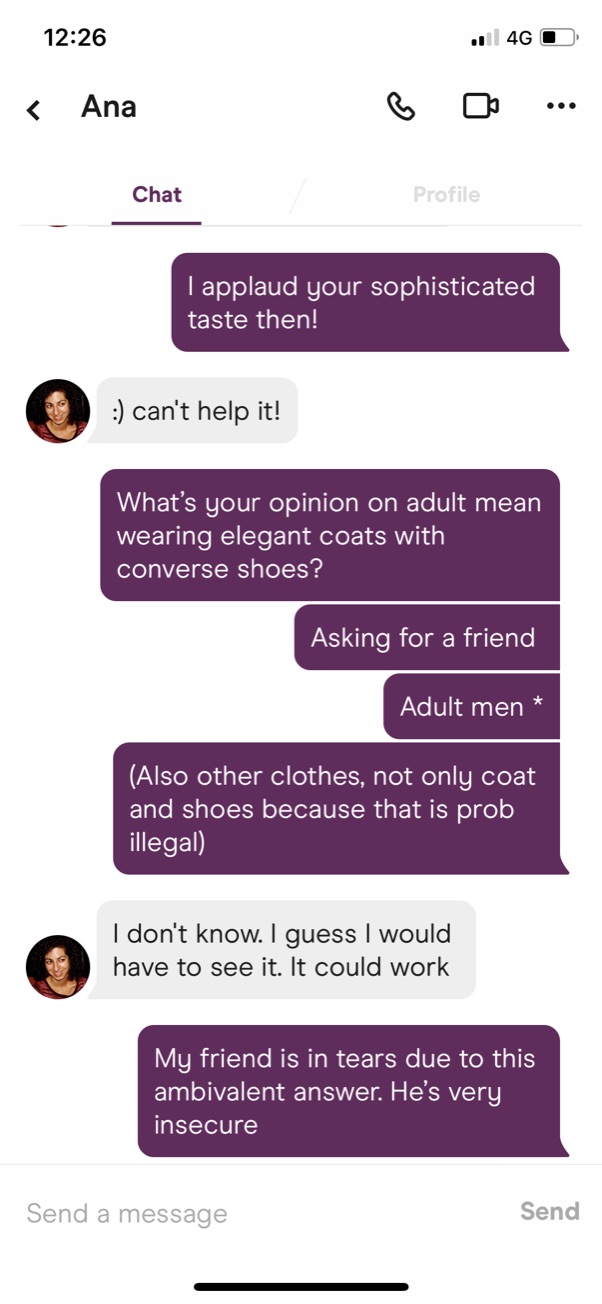 12:26
4G
Ana
Chat
Profile
I applaud your sophisticated
taste then!
:) can't help it!
What's your opinion on adult mean
wearing elegant coats with
converse shoes?
Asking for a friend
Adult men *
(Also other clothes, not only coat
and shoes because that is prob
illegal)
I don't know. I guess I would
have to see it. It could work
My friend is in tears due to this
ambivalent answer. He's very
insecure
Send a message
Send